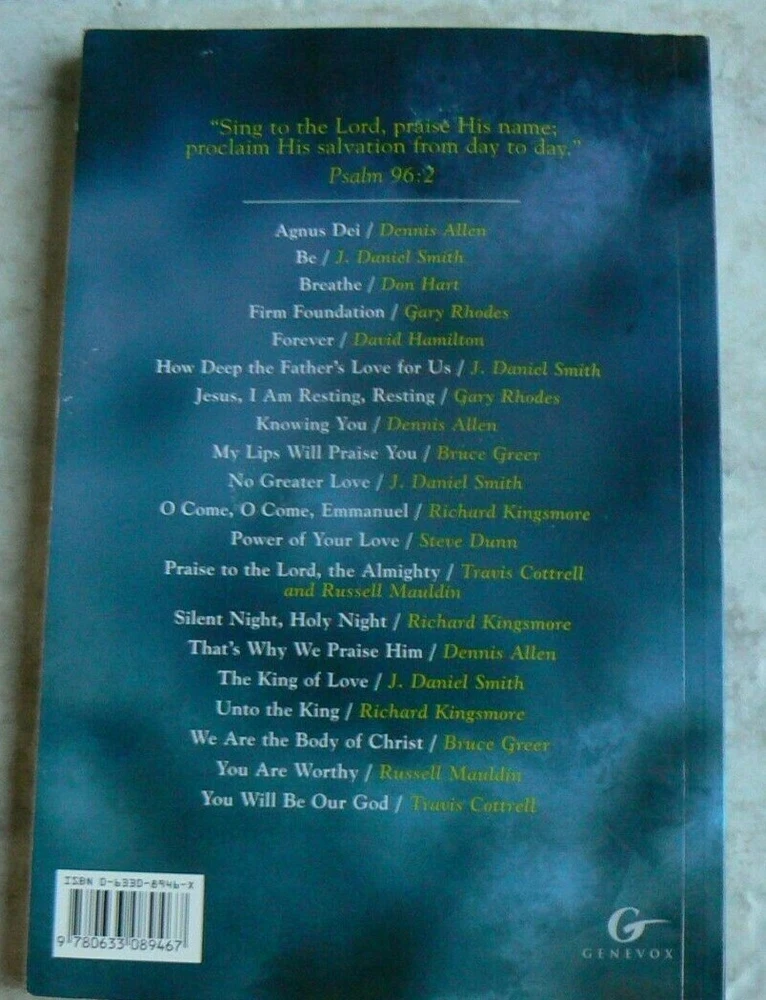 “Sing to the Lord, praise His name;
proclaim His salvation from day to day.”
Psalm 96:2
Agnus Dei / Dennis Allen
Be / J. Daniel Smith
Breathe / Don Hart
Firm Foundation / Gary Rhodes
Forever / David Hamilton
How Deep the Father’s Love for Us / J. Daniel Smith
Jesus, I Am Resting, Resting / Gary Rhodes
Knowing You / Dennis Allen
My Lips Will Praise You / Bruce Greer
No Greater Love / J. Daniel Smith
O Come, O Come, Emmanuel / Richard Kingsmore
Power of Your Love / Steve Dunn
Praise to the Lord, the Almighty / Travis Cottrell
and Russell Mauldin
Silent Night, Holy Night / Richard Kingsmore
That’s Why We Praise Him / Dennis Allen
The King of Love / J. Daniel Smith
Unto the King / Richard Kingsmore
We Are the Body of Christ / Bruce Greer
You Are Worthy / Russell Mauldin
You Will Be Our God / Travis Cottrell
ISBN 0-6330-8946-X
9 780633 089467
G
GENEVOX